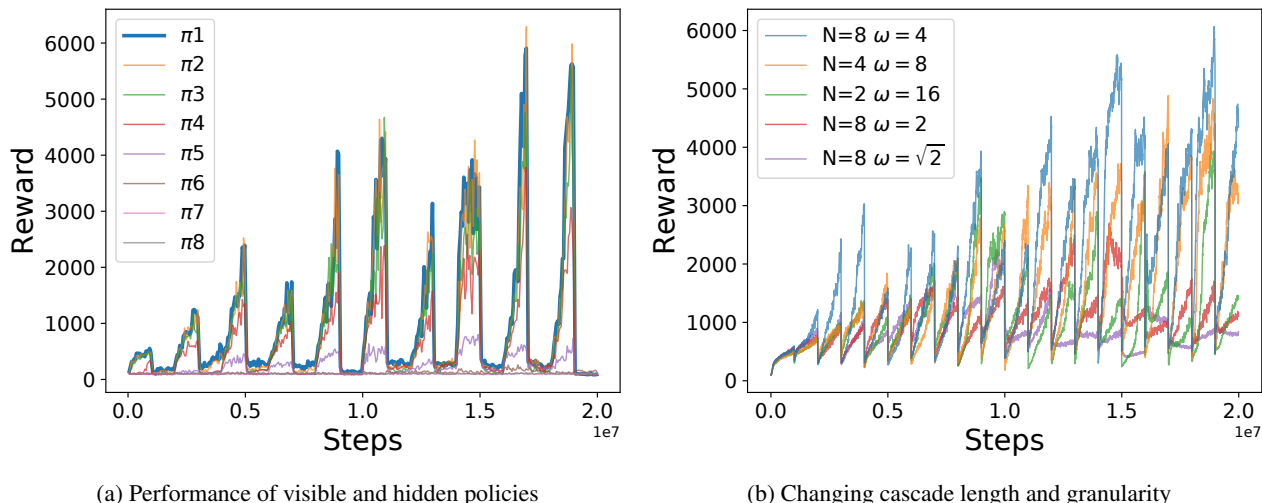 6000
5000
4000
3000
2000
1000
0
Reward
π1
π2
π3
π4
π5
π6
π7
π8
0.0
0.5
1.0
1.5
2.0
1e7
Steps
(a) Performance of visible and hidden policies
6000
5000
4000
3000
2000
1000
0
Reward
N=8 ω = 4
N=4 ω = 8
N=2 ω = 16
N=8 ω = 2
N=8 ω = √2
0.0
0.5
1.0
1.5
2.0
1e7
Steps
(b) Changing cascade length and granularity